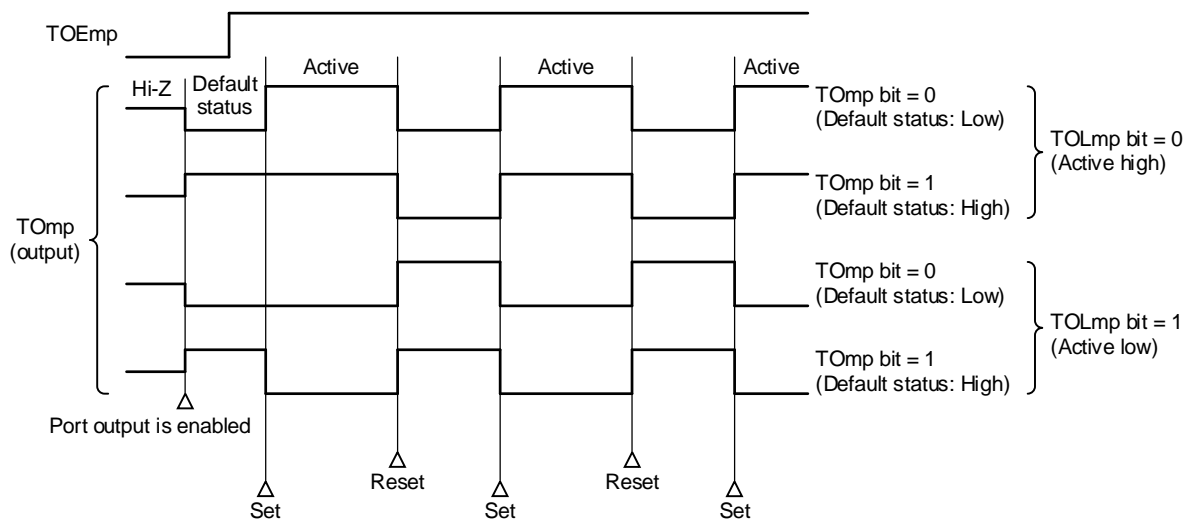 TOEmp
Active
Active
Active
Hi-Z
Default
status
TOmp bit = 0
(Default status: Low)
TOLmp bit = 0
(Active high)
TOmp bit = 1
(Default status: High)
TOmp
(output)
TOmp bit = 0
(Default status: Low)
TOLmp bit = 1
(Active low)
TOmp bit = 1
(Default status: High)
Port output is enabled
Reset
Reset
Set
Set
Set